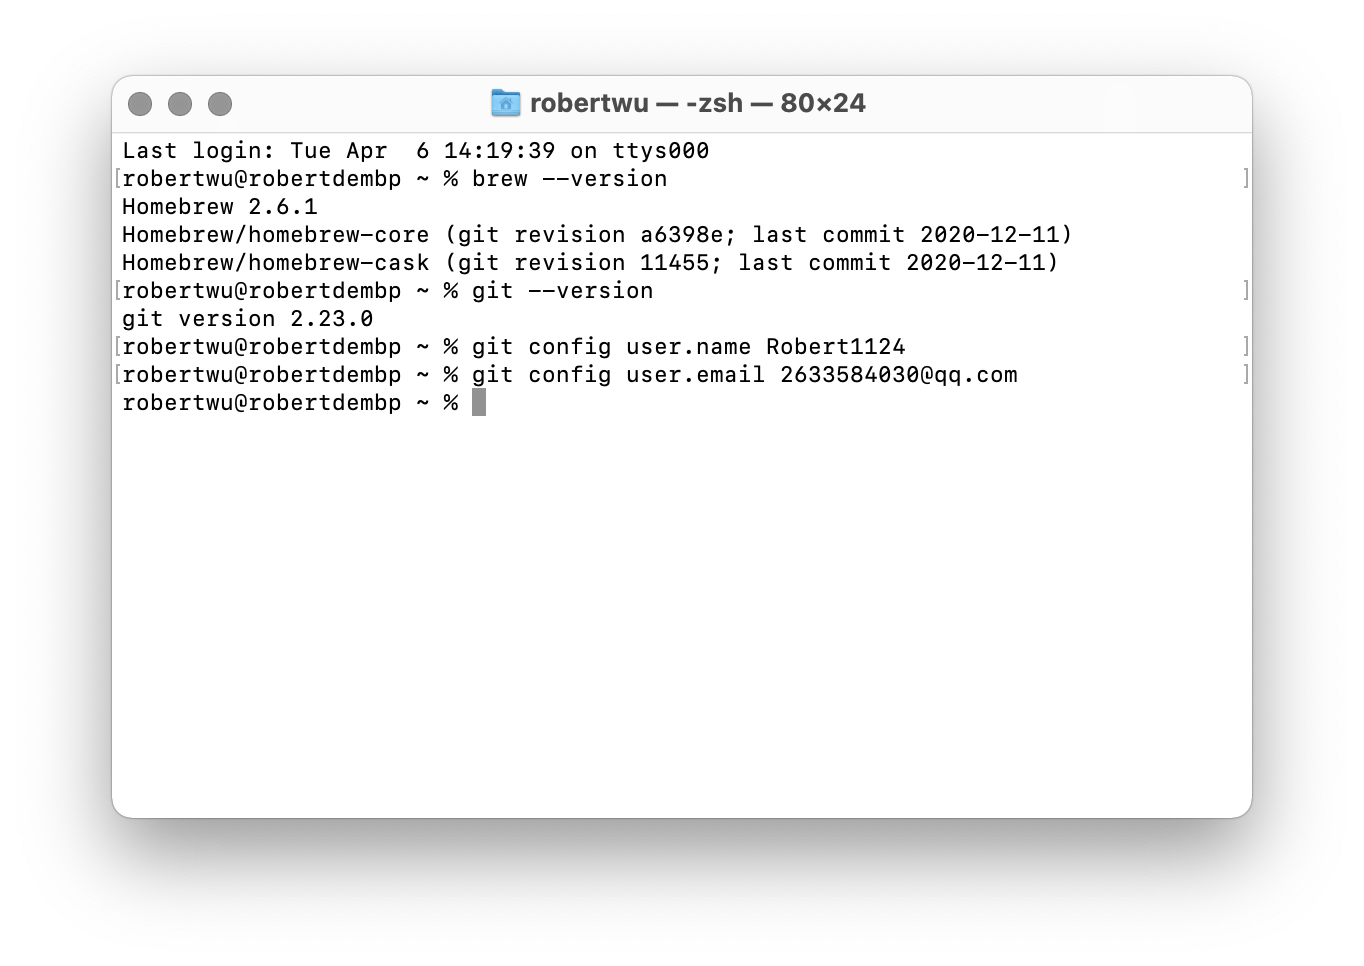 robertwu — -zsh — 80×24
Last login: Tue Apr  6 14:19:39 on ttys000
[robertwu@robertdembp ~ % brew --version ]
Homebrew 2.6.1
Homebrew/homebrew-core (git revision a6398e; last commit 2020-12-11)
Homebrew/homebrew-cask (git revision 11455; last commit 2020-12-11)
[robertwu@robertdembp ~ % git --version ]
git version 2.23.0
[robertwu@robertdembp ~ % git config user.name Robert1124 ]
[robertwu@robertdembp ~ % git config user.email 2633584030@qq.com ]
robertwu@robertdembp ~ %